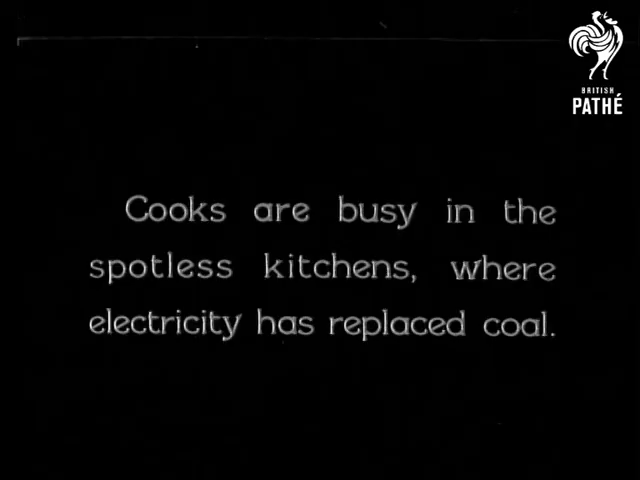 BRITISH
PATHÉ
Cooks are busy in the
spotless kitchens, where
electricity has replaced coal.